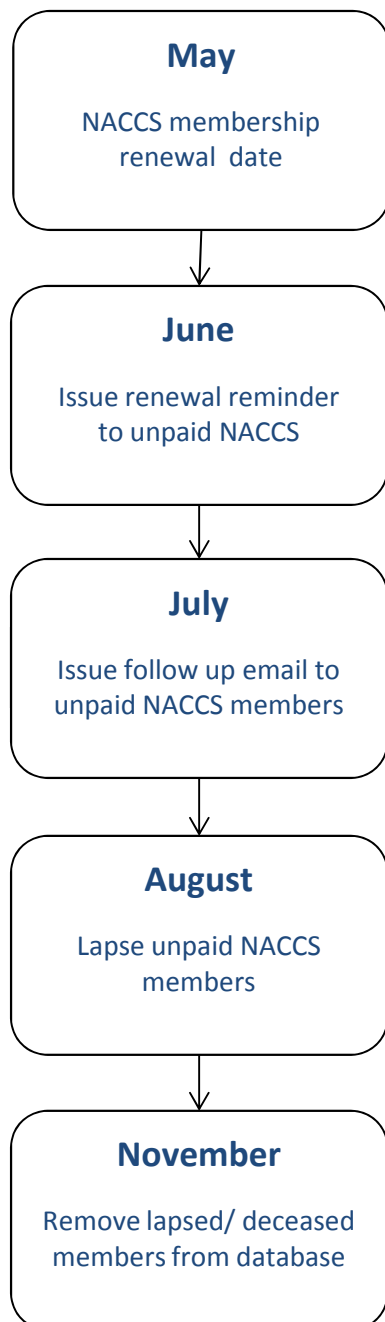 May
NACCS membership
renewal date
June
Issue renewal reminder
to unpaid NACCS
July
Issue follow up email to
unpaid NACCS members
August
Lapse unpaid NACCS
members
November
Remove lapsed/ deceased
members from database